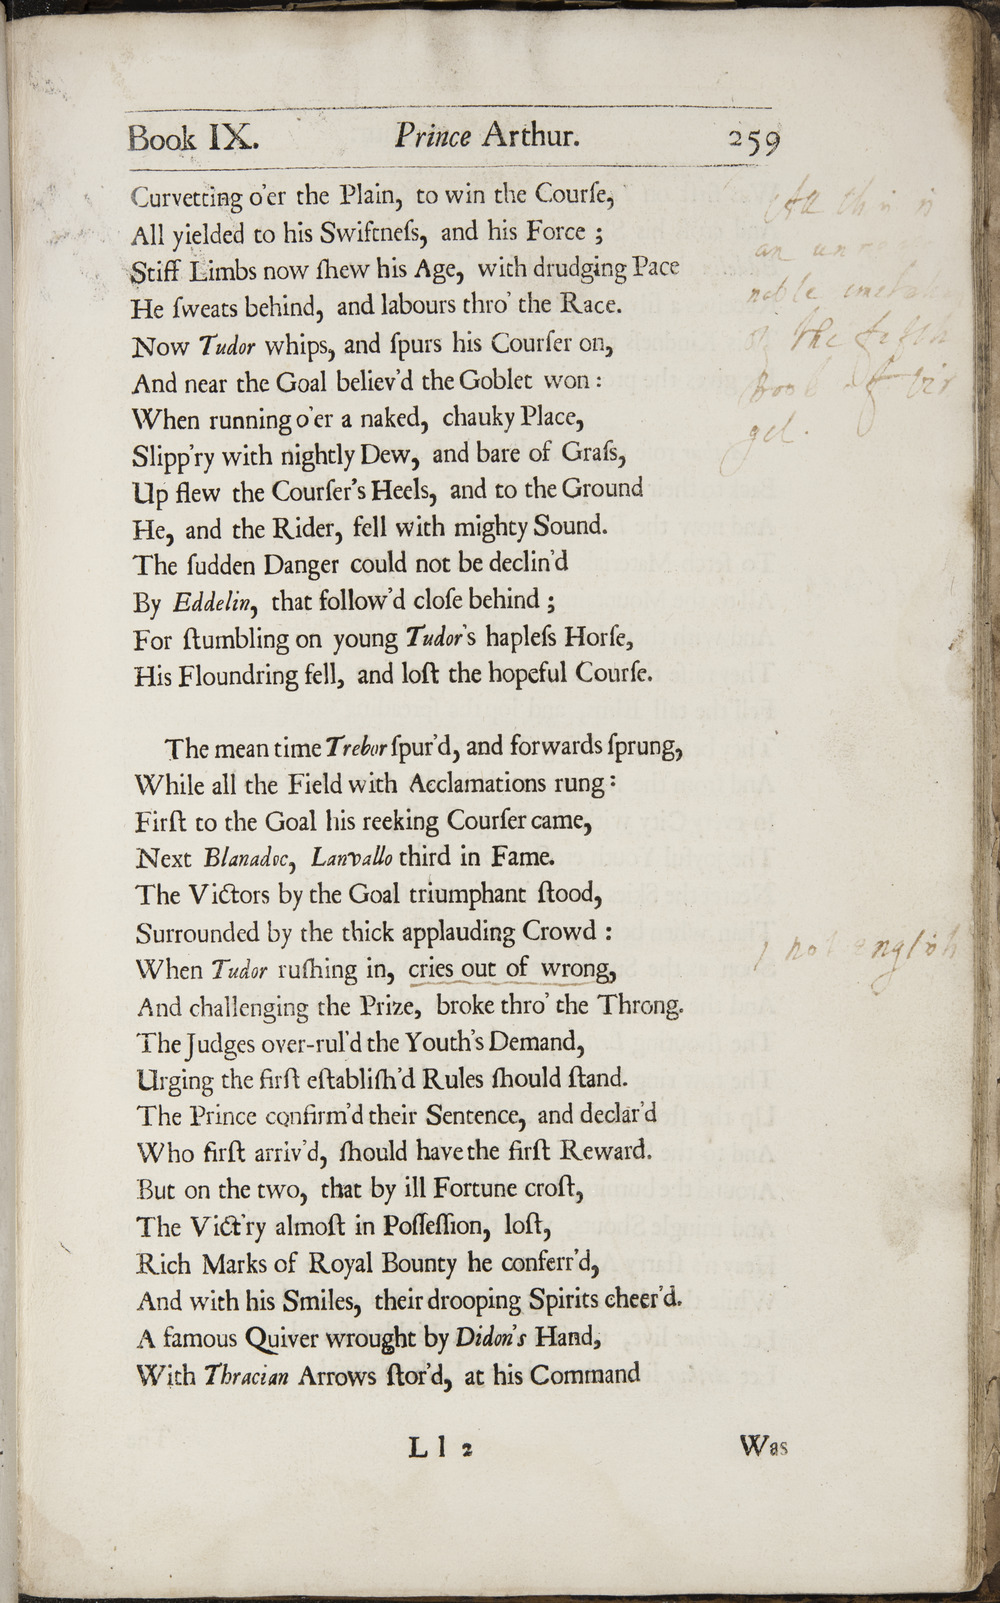 Book IX. Prince Arthur. 259
Curvetting o'er the Plain, to win the Courſe,
All yielded to his Swiftneſs, and his Force ;
Stiff Limbs now ſhew his Age, with drudging Pace
He ſweats behind, and labours thro' the Race.
Now Tudor whips, and ſpurs his Courſer on,
And near the Goal believ'd the Goblet won :
When running o'er a naked, chauky Place,
Slipp'ry with nightly Dew, and bare of Graſs,
Up flew the Courſer's Heels, and to the Ground
He, and the Rider, fell with mighty Sound.
The ſudden Danger could not be declin'd
By Eddelin, that follow'd cloſe behind ;
For ſtumbling on young Tudor's hapleſs Horſe,
His Floundring fell, and loſt the hopeful Courſe.
The mean time Trebor ſpur'd, and forwards ſprung,
While all the Field with Acclamations rung :
Firſt to the Goal his reeking Courſer came,
Next Blanadoc, Lanvallo third in Fame.
The Victors by the Goal triumphant ſtood,
Surrounded by the thick applauding Crowd :
When Tudor ruſhing in, cries out of wrong,
And challenging the Prize, broke thro' the Throng.
The Judges over-rul'd the Youth's Demand,
Urging the firſt eſtabliſh'd Rules ſhould ſtand.
The Prince confirm'd their Sentence, and declar'd
Who firſt arriv'd, ſhould have the firſt Reward.
But on the two, that by ill Fortune croſt,
The Vict'ry almoſt in Poſſeſſion, loſt,
Rich Marks of Royal Bounty he conferr'd,
And with his Smiles, their drooping Spirits cheer'd.
A famous Quiver wrought by Didon's Hand,
With Thracian Arrows ſtor'd, at his Command
L l 2 Was
All this is
an
of the fifth
Book of vir
gel.
not english